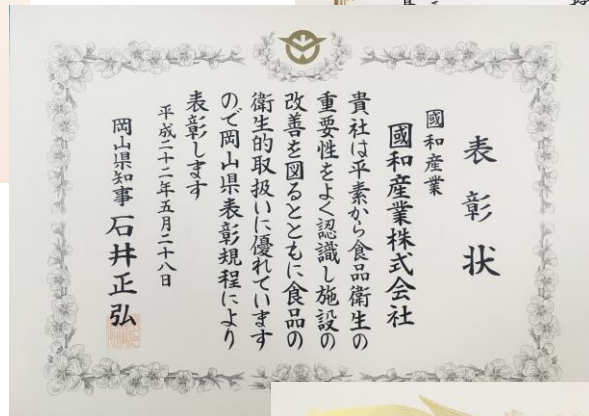 表彰状
國和産業
國和産業株式会社
貴社は平素から食品衛生の
重要性をよく認識し施設の
改善を図るとともに食品の
衛生的取扱いに優れています
ので岡山県表彰規程により
表彰します
平成二十二年五月二十八日
岡山県知事 石井正弘